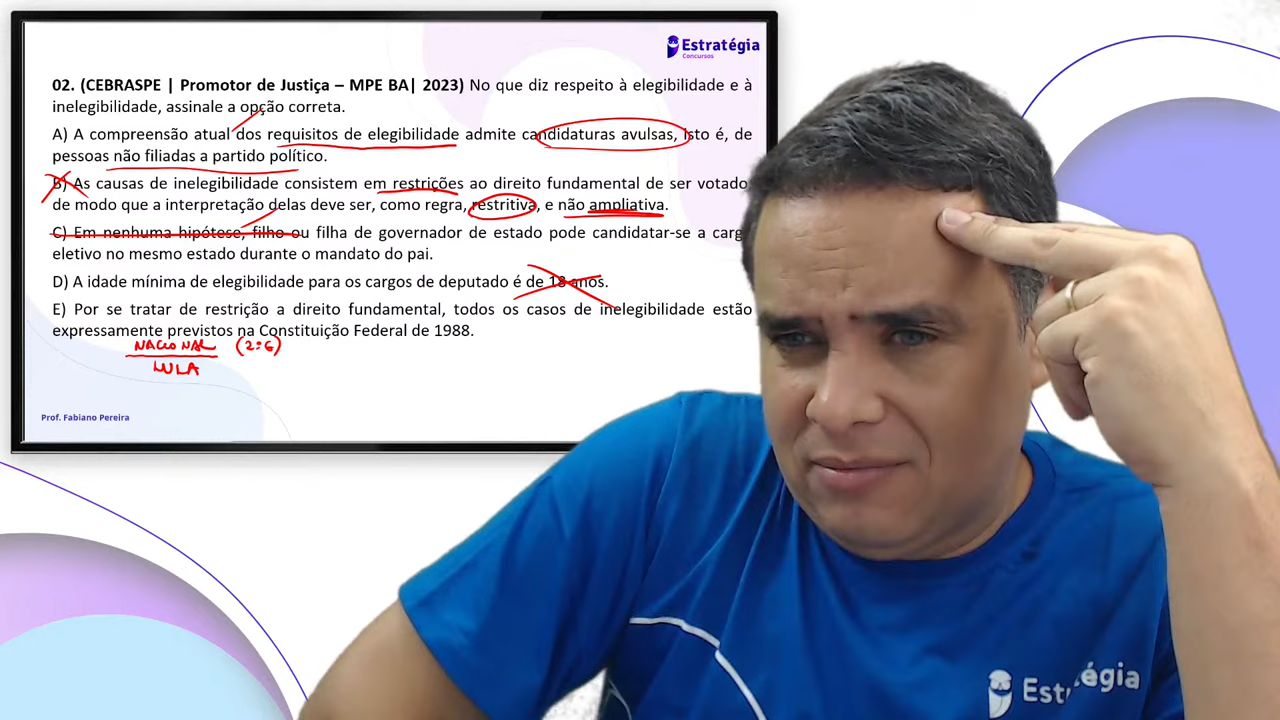 Estratégia
Concursos
02. (CEBRASPE | Promotor de Justiça – MPE BA| 2023) No que diz respeito à elegibilidade e à
inelegibilidade, assinale a opção correta.
A) A compreensão atual dos requisitos de elegibilidade admite candidaturas avulsas, isto é, de
pessoas não filiadas a partido político.
B) As causas de inelegibilidade consistem em restrições ao direito fundamental de ser votado,
de modo que a interpretação delas deve ser, como regra, restritiva, e não ampliativa.
C) Em nenhuma hipótese, filho ou filha de governador de estado pode candidatar-se a carg
eletivo no mesmo estado durante o mandato do pai.
D) A idade mínima de elegibilidade para os cargos de deputado é de 18 anos.
E) Por se tratar de restrição a direito fundamental, todos os casos de inelegibilidade estão
expressamente previstos na Constituição Federal de 1988.
NACIONAL
LULA
Prof. Fabiano Pereira
Estratégia